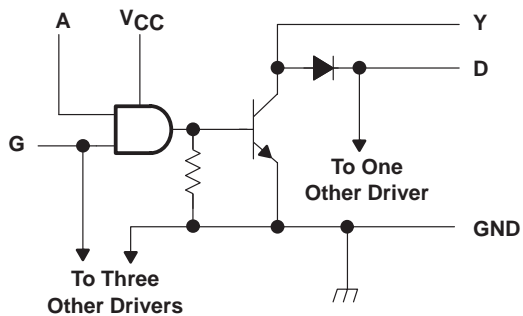 A
VCC
Y
D
G
To One
Other Driver
GND
To Three
Other Drivers